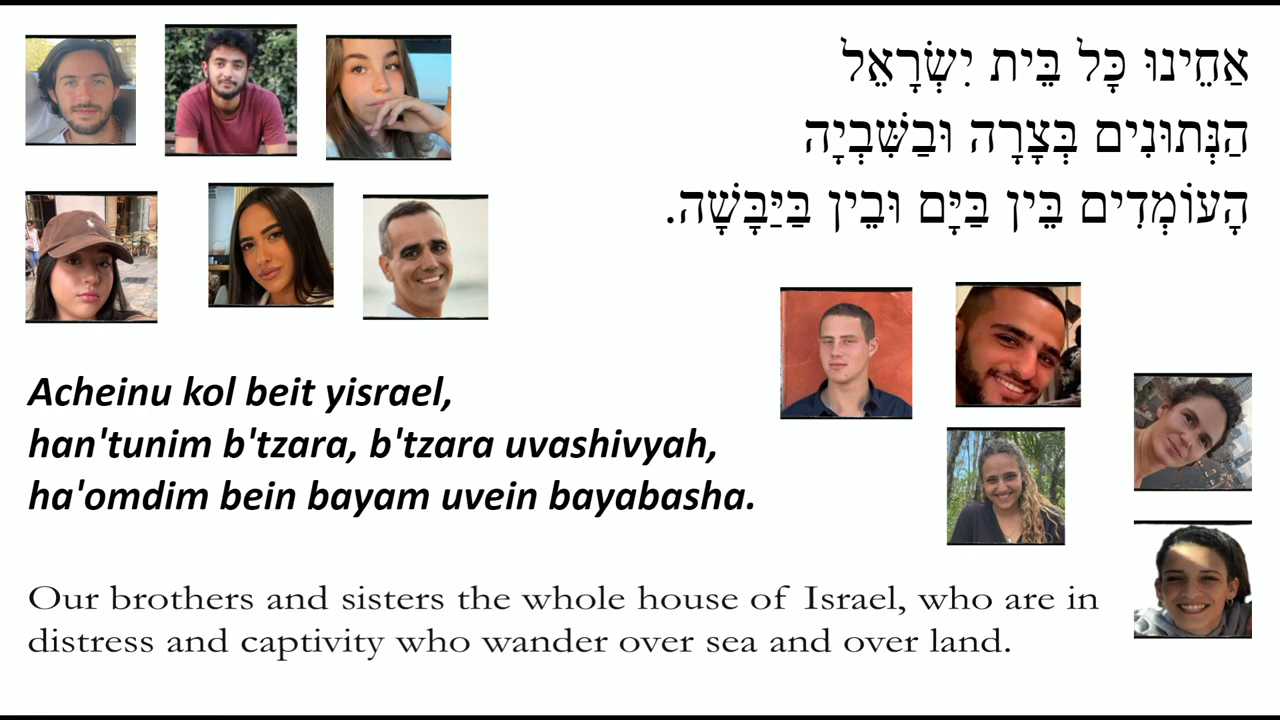 אַחֵינוּ כָּל בֵּית יִשְׂרָאֵל
הַנְּתוּנִים בְּצָרָה וּבַשִּׁבְיָה
הָעוֹמְדִים בֵּין בַּיָּם וּבֵין בַּיַּבָּשָׁה.
Acheinu kol beit yisrael,
han'tunim b'tzara, b'tzara uvashivyah,
ha'omdim bein bayam uvein bayabasha.
Our brothers and sisters the whole house of Israel, who are in
distress and captivity who wander over sea and over land.